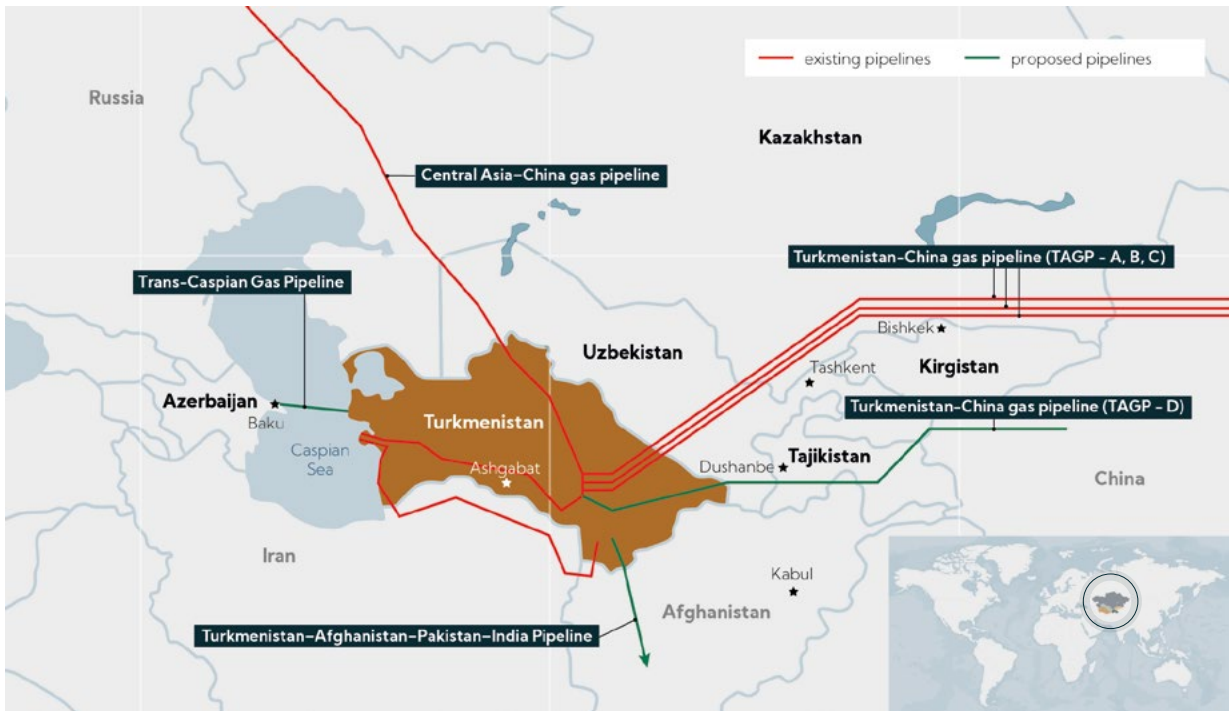 existing pipelines
proposed pipelines
Russia
Kazakhstan
Central Asia–China gas pipeline
Turkmenistan–China gas pipeline (TAGP - A, B, C)
Trans-Caspian Gas Pipeline
Bishkek
Uzbekistan
Tashkent
Kirgistan
Azerbaijan
Baku
Turkmenistan
Turkmenistan–China gas pipeline (TAGP - D)
Caspian
Sea
Ashgabat
Dushanbe
Tajikistan
China
Iran
Kabul
Afghanistan
Turkmenistan–Afghanistan–Pakistan–India Pipeline